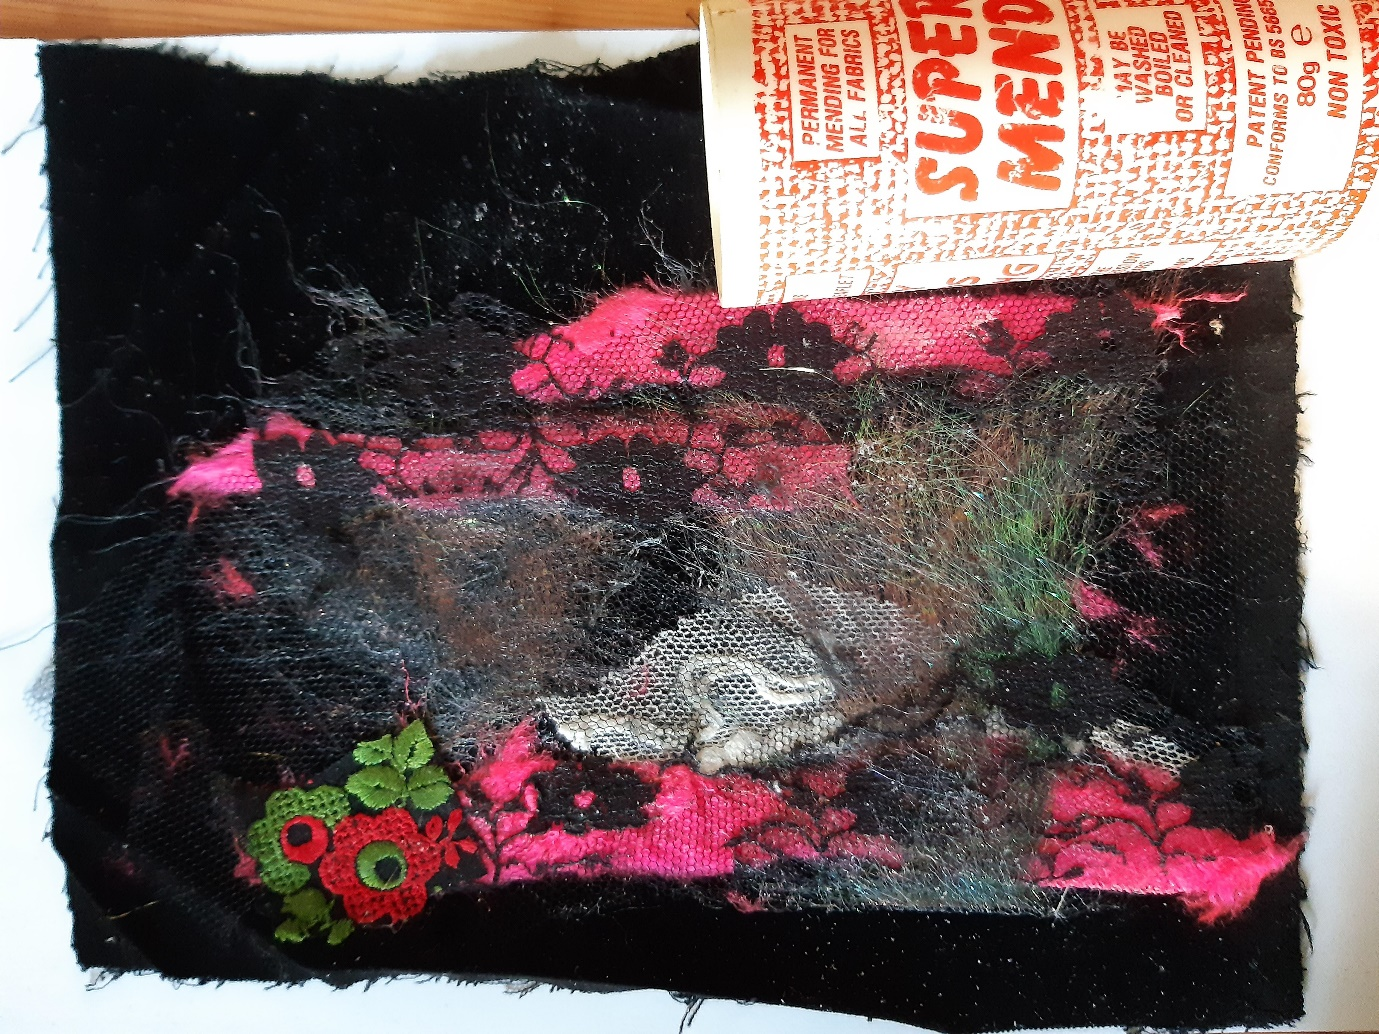 PERMANENT
MENDING FOR
ALL FABRICS
SUPER
MEND
MAY BE
WASHED
BOILED
OR CLEANED
PATENT PENDING
CONFORMS TO BS 5665
80g e
NON TOXIC